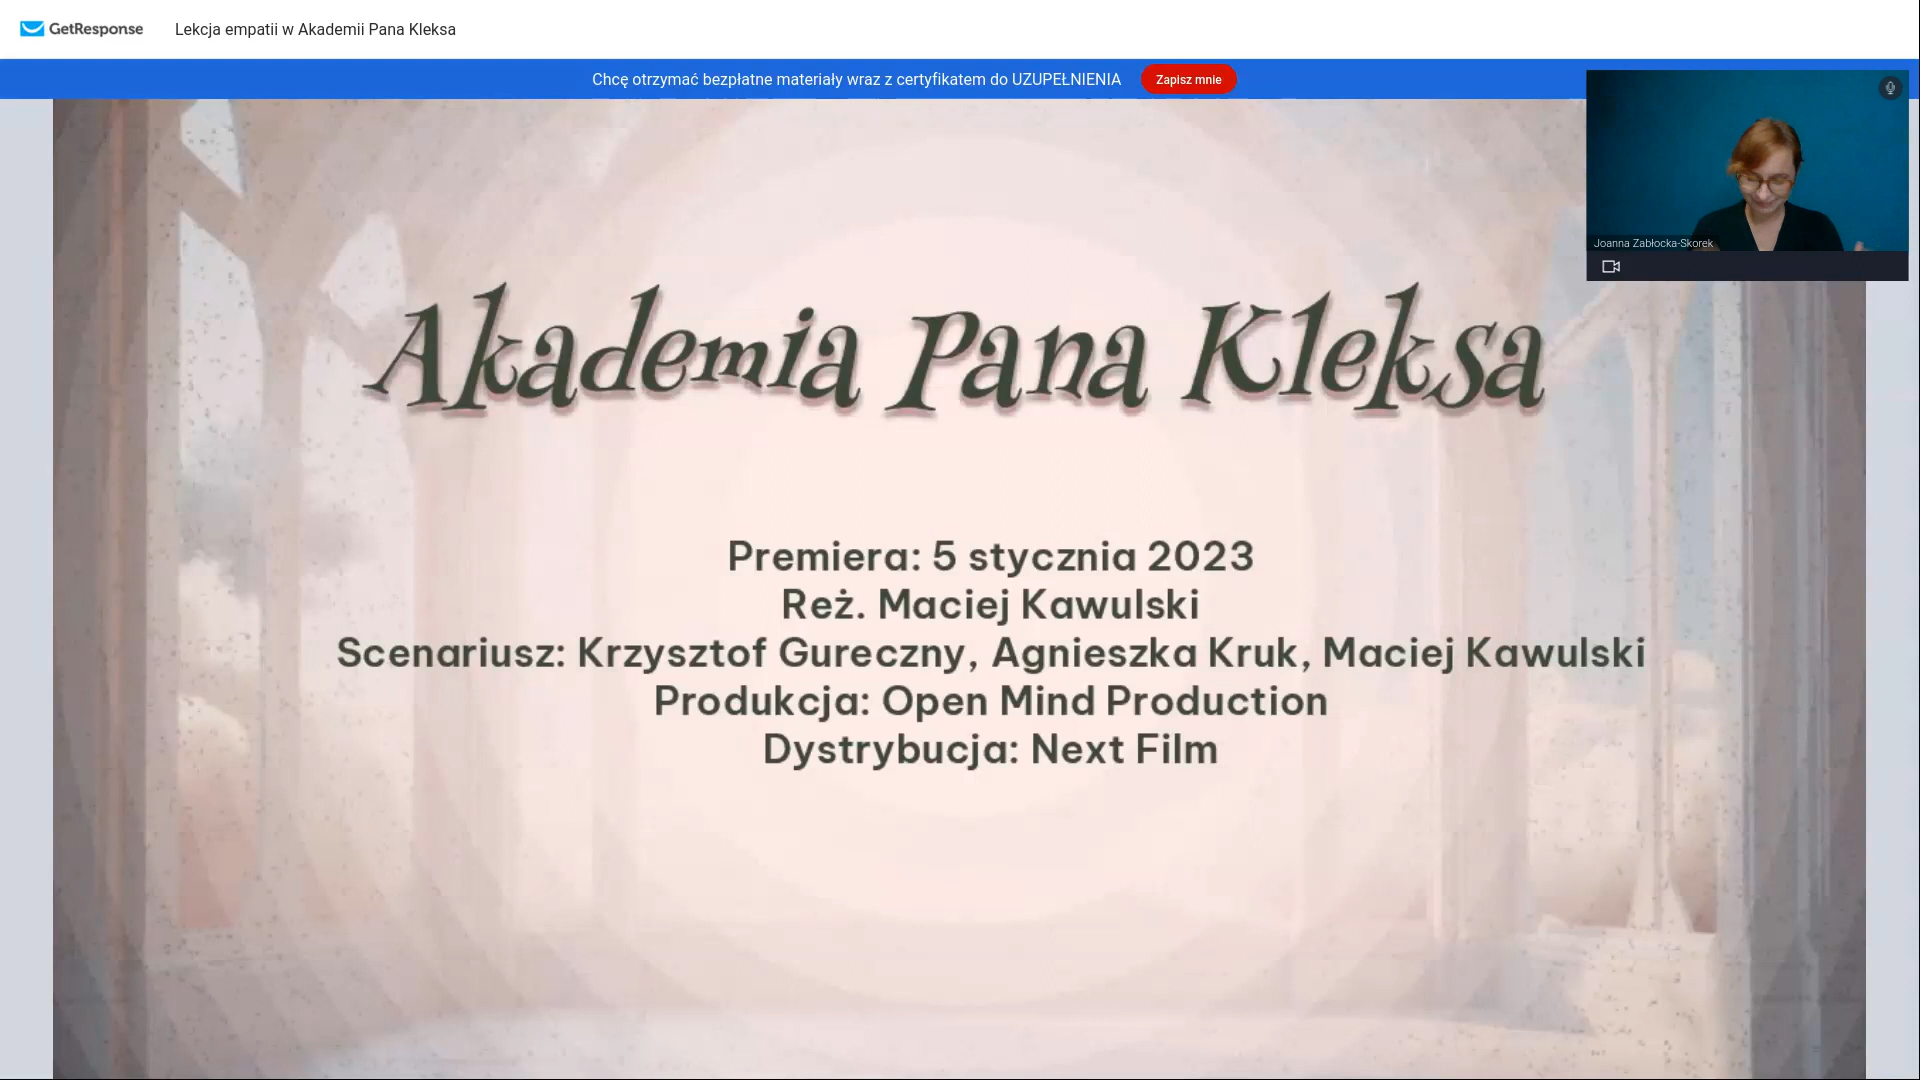 GetResponse
Lekcja empatii w Akademii Pana Kleksa
Chcę otrzymać bezpłatne materiały wraz z certyfikatem do UZUPEŁNIENIA
Zapisz mnie
Joanna Zabłocka-Skorek
Akademia Pana Kleksa
Premiera: 5 stycznia 2023
Reż. Maciej Kawulski
Scenariusz: Krzysztof Gureczny, Agnieszka Kruk, Maciej Kawulski
Produkcja: Open Mind Production
Dystrybucja: Next Film